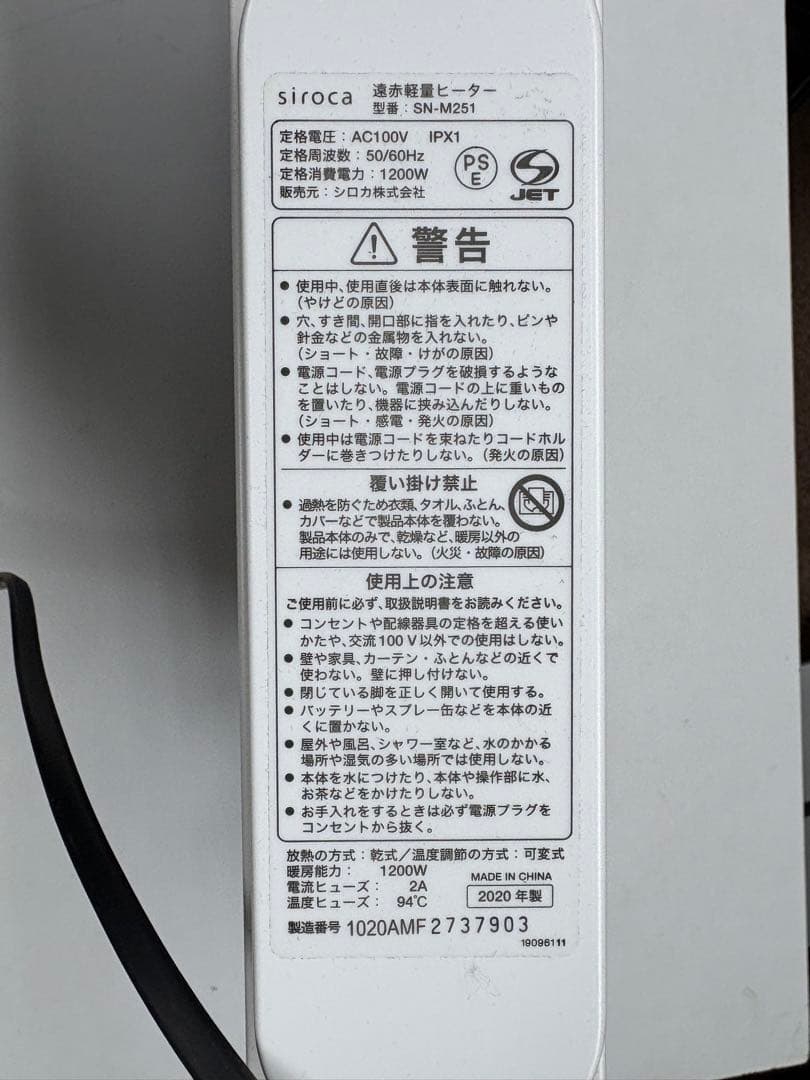 siroca 遠赤軽量ヒーター
型番：SN-M251
定格電圧：AC100V IPX1
定格周波数：50/60Hz
定格消費電力：1200W
販売元：シロカ株式会社
PS
E
JET
警告
● 使用中、使用直後は本体表面に触れない。
（やけどの原因）
● 穴、すき間、開口部に指を入れたり、ピンや
針金などの金属物を入れない。
（ショート・故障・けがの原因）
● 電源コード、電源プラグを破損するような
ことはしない。電源コードの上に重いもの
を置いたり、機器に挟み込んだりしない。
（ショート・感電・発火の原因）
● 使用中は電源コードを束ねたりコードホル
ダーに巻きつけたりしない。（発火の原因）
覆い掛け禁止
● 過熱を防ぐため衣類、タオル、ふとん、
カバーなどで製品本体を覆わない。
製品本体のみで、乾燥など、暖房以外の
用途には使用しない。（火災・故障の原因）
使用上の注意
ご使用前に必ず、取扱説明書をお読みください。
● コンセントや配線器具の定格を超える使い
かたや、交流100V以外での使用はしない。
● 壁や家具、カーテン・ふとんなどの近くで
使わない。壁に押し付けない。
● 閉じている脚を正しく開いて使用する。
● バッテリーやスプレー缶などを本体の近
くに置かない。
● 屋外や風呂、シャワー室など、水のかかる
場所や湿気の多い場所では使用しない。
● 本体を水につけたり、本体や操作部に水、
お茶などをかけたりしない。
● お手入れをするときは必ず電源プラグを
コンセントから抜く。
放熱の方式：乾式／温度調節の方式：可変式
暖房能力： 1200W
電流ヒューズ： 2A
温度ヒューズ： 94℃
MADE IN CHINA
2020年製
製造番号 1020AMF2737903
19096111